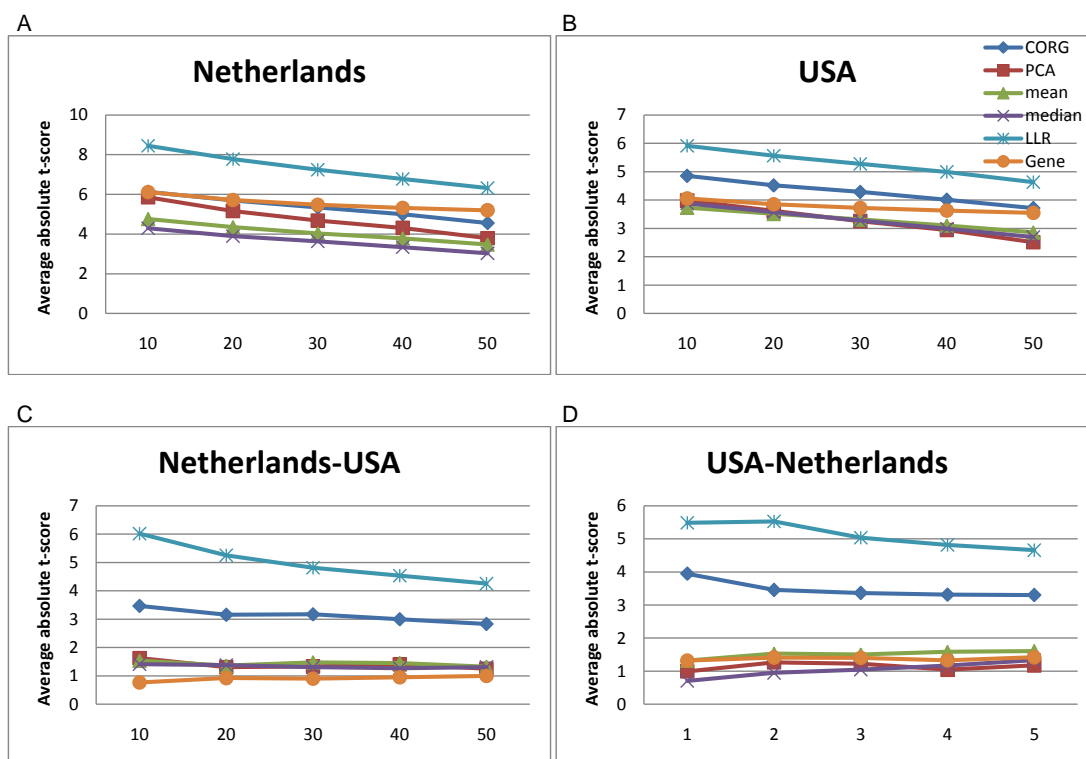 A
Netherlands
Average absolute t-score
10
8
6
4
2
0
10 20 30 40 50
B
USA
CORG
PCA
mean
median
LLR
Gene
Average absolute t-score
7
6
5
4
3
2
1
0
10 20 30 40 50
C
Netherlands-USA
Average absolute t-score
7
6
5
4
3
2
1
0
10 20 30 40 50
D
USA-Netherlands
Average absolute t-score
6
5
4
3
2
1
0
1 2 3 4 5